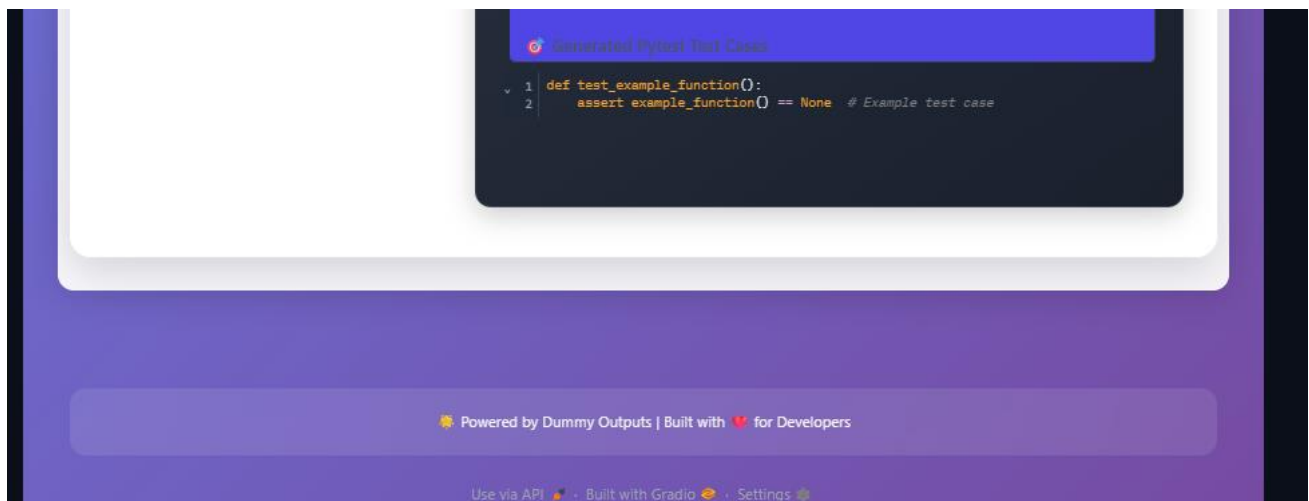 Generated Pytest Test Cases
1 def test_example_function():
2 assert example_function() == None # Example test case
Powered by Dummy Outputs | Built with for Developers
Use via API · Built with Gradio · Settings